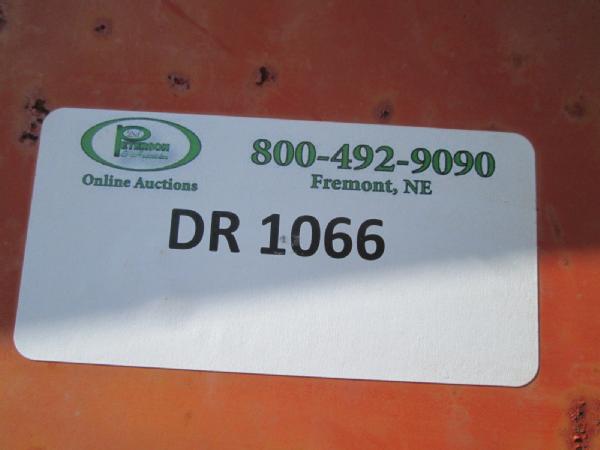 PETERSON
Online Auctions
800-492-9090
Fremont, NE
DR 1066